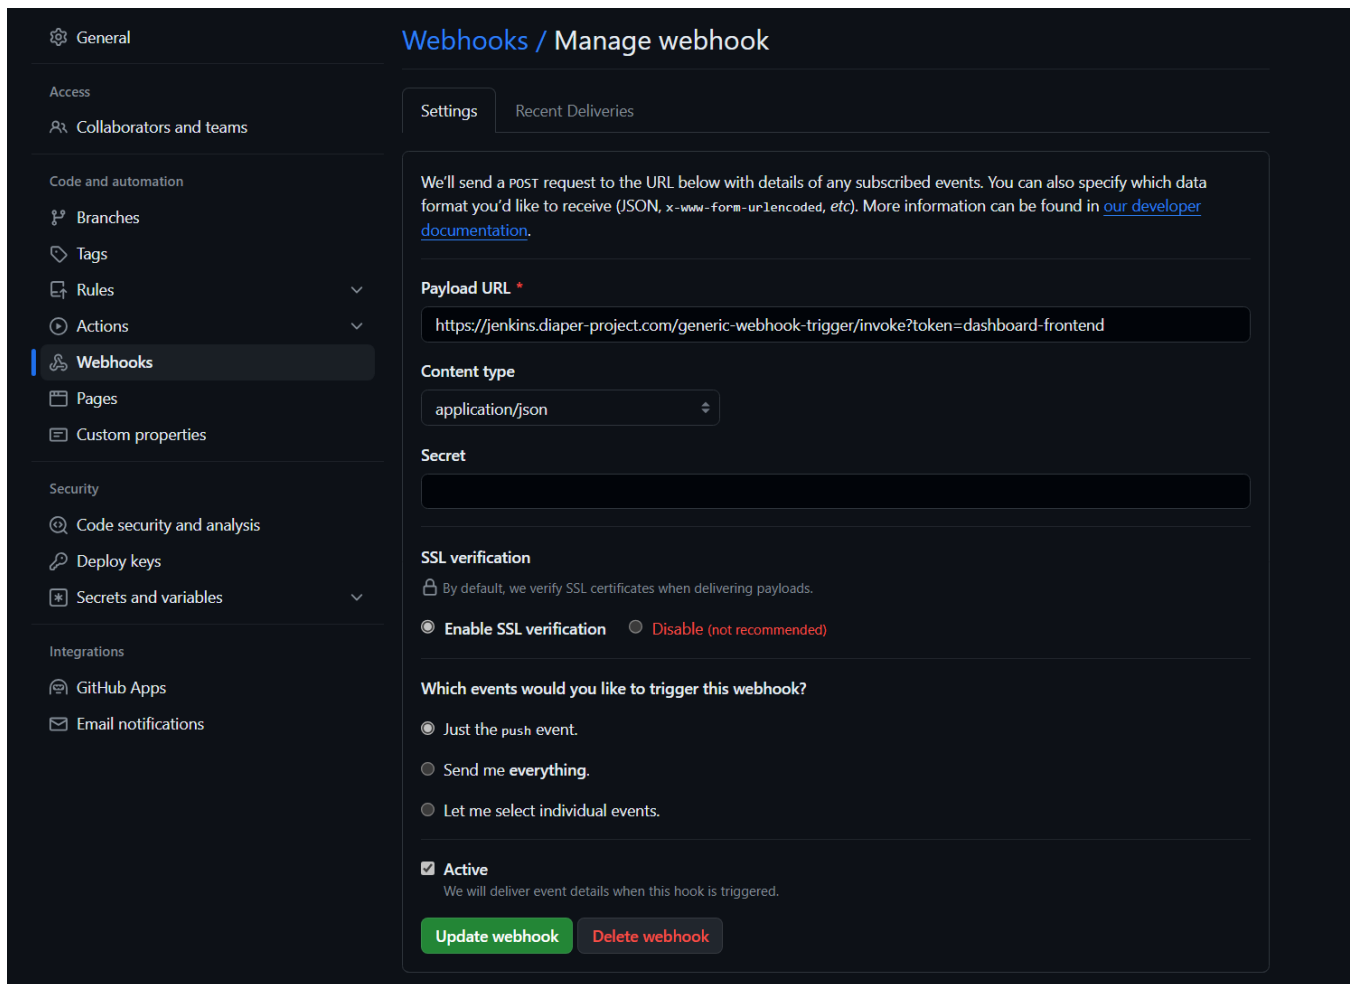 General
Access
Collaborators and teams
Code and automation
Branches
Tags
Rules
Actions
Webhooks
Pages
Custom properties
Security
Code security and analysis
Deploy keys
Secrets and variables
Integrations
GitHub Apps
Email notifications
Webhooks / Manage webhook
Settings
Recent Deliveries
We'll send a POST request to the URL below with details of any subscribed events. You can also specify which data
format you'd like to receive (JSON, x-www-form-urlencoded, etc). More information can be found in our developer
documentation.
Payload URL *
https://jenkins.diaper-project.com/generic-webhook-trigger/invoke?token=dashboard-frontend
Content type
application/json
Secret
SSL verification
By default, we verify SSL certificates when delivering payloads.
Enable SSL verification
Disable (not recommended)
Which events would you like to trigger this webhook?
Just the push event.
Send me everything.
Let me select individual events.
Active
We will deliver event details when this hook is triggered.
Update webhook
Delete webhook